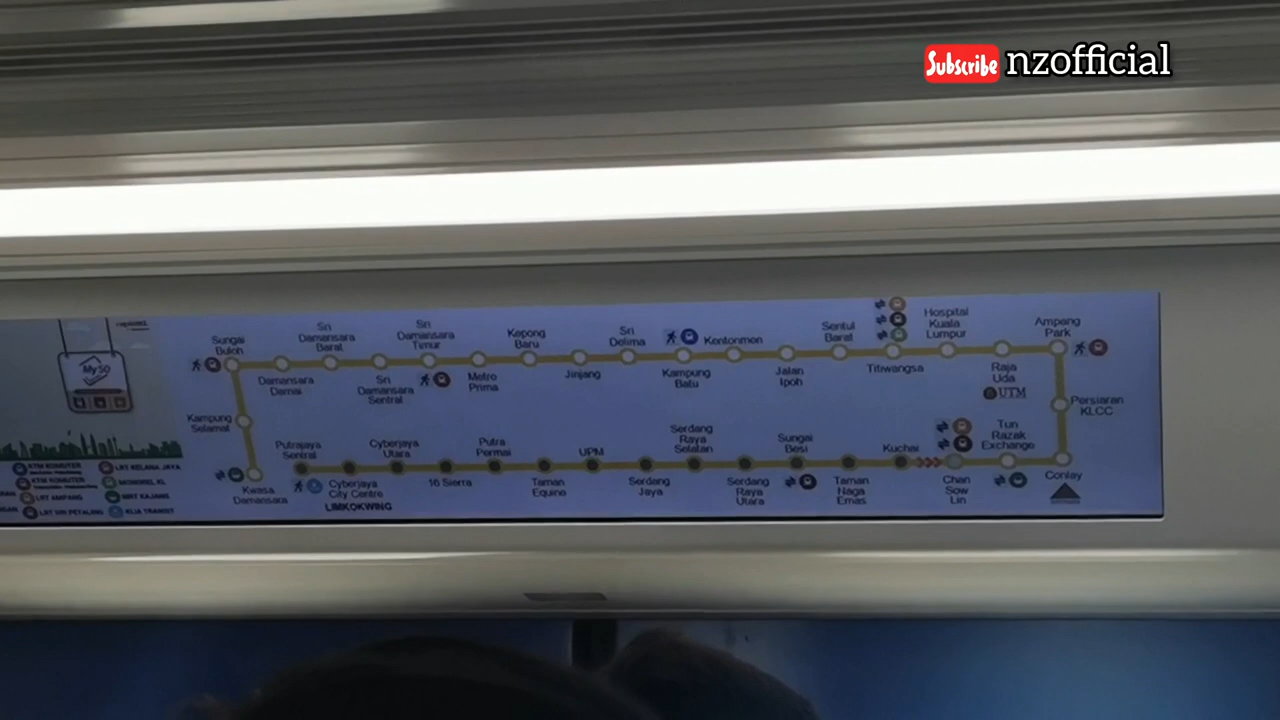 Subscribe nzofficial
MySO
KTM KOMUTER
KTM KOMUTER
LRT AMPANG
LRT SRI PETALING
LRT KELANA JAYA
MONOREL KL
MRT KAJANG
KLIA TRANSIT
Sungai
Buloh
Damansara
Damai
Sri
Damansara
Barat
Sri
Damansara
Sentral
Sri
Damansara
Timur
Metro
Prima
Kepong
Baru
Jinjang
Sri
Delima
Kampung
Batu
Kentonmen
Jalan
Ipoh
Sentul
Barat
Titiwangsa
Hospital
Kuala
Lumpur
Raja
Uda
UTM
Ampang
Park
Persiaran
KLCC
Kampung
Selamat
Kwasa
Damansara
Putrajaya
Sentral
Cyberjaya
City Centre
LIMKOKWING
Cyberjaya
Utara
16 Sierra
Putra
Permai
Taman
Equine
UPM
Serdang
Jaya
Serdang
Raya
Selatan
Serdang
Raya
Utara
Sungai
Besi
Taman
Naga
Emas
Kuchai
Chan
Sow
Lin
Tun
Razak
Exchange
Conlay